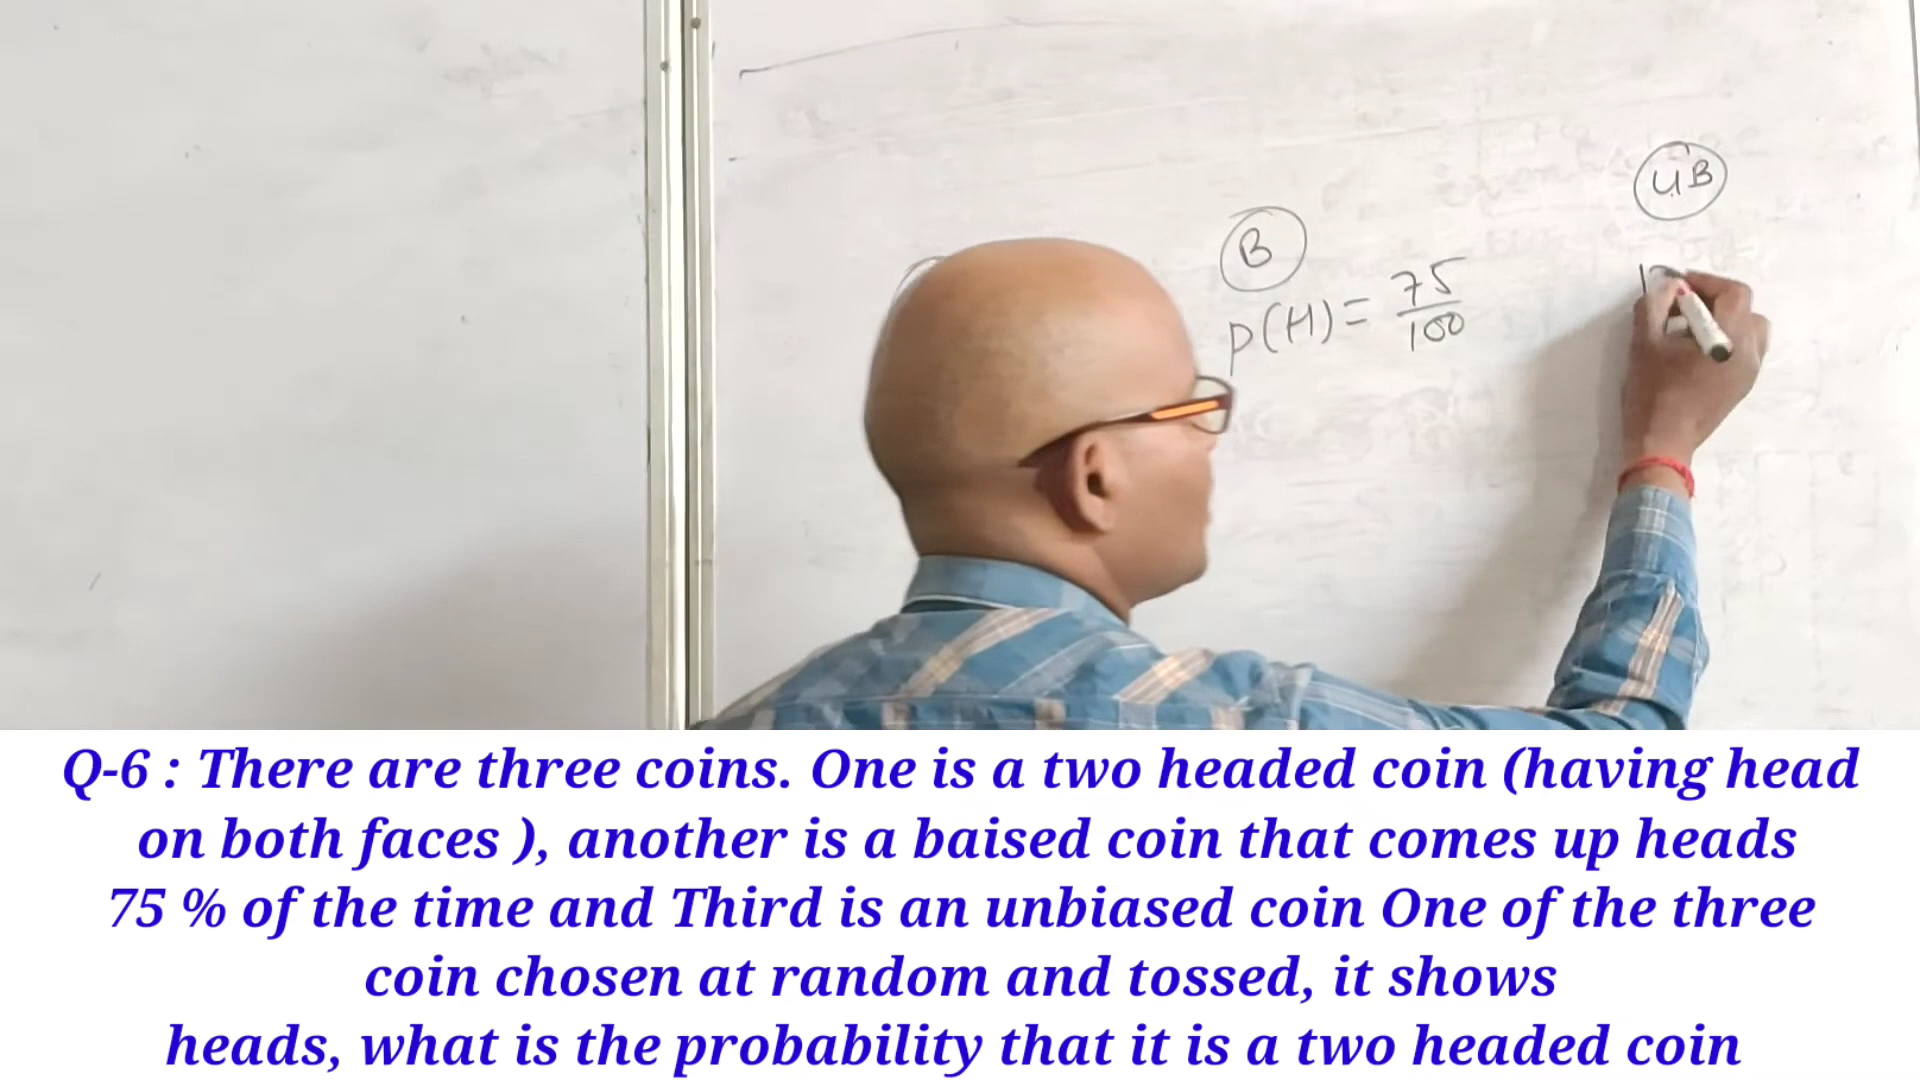 UB
B
P(H) = 75/100
Q-6 : There are three coins. One is a two headed coin (having head
on both faces ), another is a baised coin that comes up heads
75 % of the time and Third is an unbiased coin One of the three
coin chosen at random and tossed, it shows
heads, what is the probability that it is a two headed coin